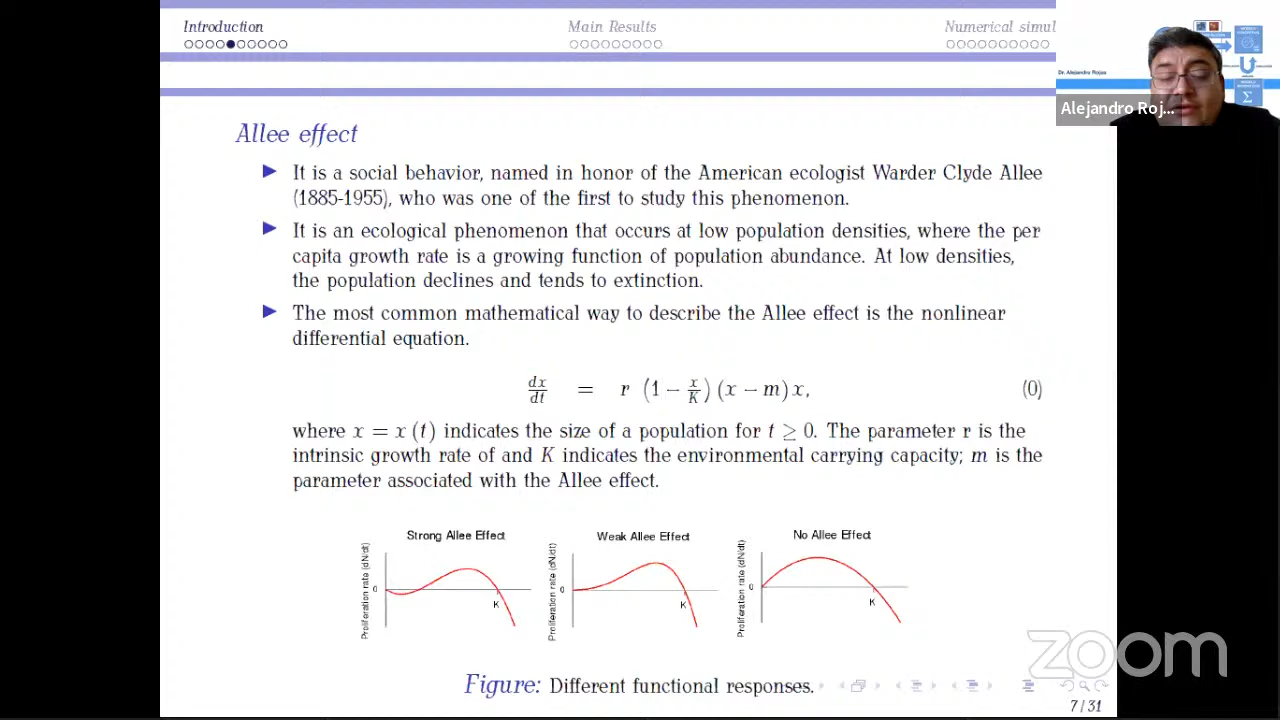 Introduction
Main Results
Numerical simul
Dr. Alejandro Rojas
Alejandro Roj...
Allee effect
It is a social behavior, named in honor of the American ecologist Warder Clyde Allee
(1885-1955), who was one of the first to study this phenomenon.
It is an ecological phenomenon that occurs at low population densities, where the per
capita growth rate is a growing function of population abundance. At low densities,
the population declines and tends to extinction.
The most common mathematical way to describe the Allee effect is the nonlinear
differential equation.
dx/dt = r (1 − x/K) (x − m) x, (0)
where x = x (t) indicates the size of a population for t ≥ 0. The parameter r is the
intrinsic growth rate of and K indicates the environmental carrying capacity; m is the
parameter associated with the Allee effect.
Strong Allee Effect
Proliferation rate (dN/dt)
0
K
Weak Allee Effect
Proliferation rate (dN/dt)
0
K
No Allee Effect
Proliferation rate (dN/dt)
0
K
zoom
Figure: Different functional responses.
7/31